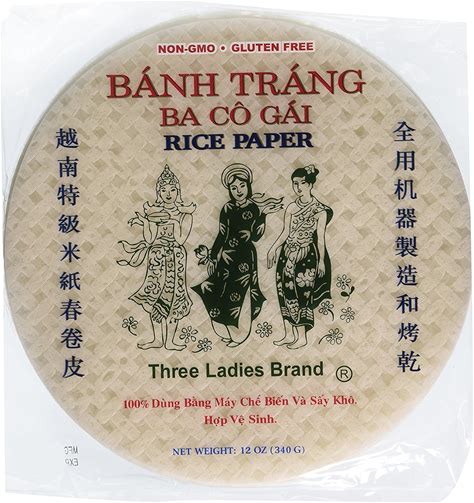 NON-GMO • GLUTEN FREE
BÁNH TRÁNG
BA CÔ GÁI
RICE PAPER
越南特級米紙春卷皮
全用机器製造和烤乾
Three Ladies Brand ®
100% Dùng Bằng Máy Chế Biến Và Sấy Khô.
Hợp Vệ Sinh.
NET WEIGHT: 12 OZ (340 G)
MFG
EXP